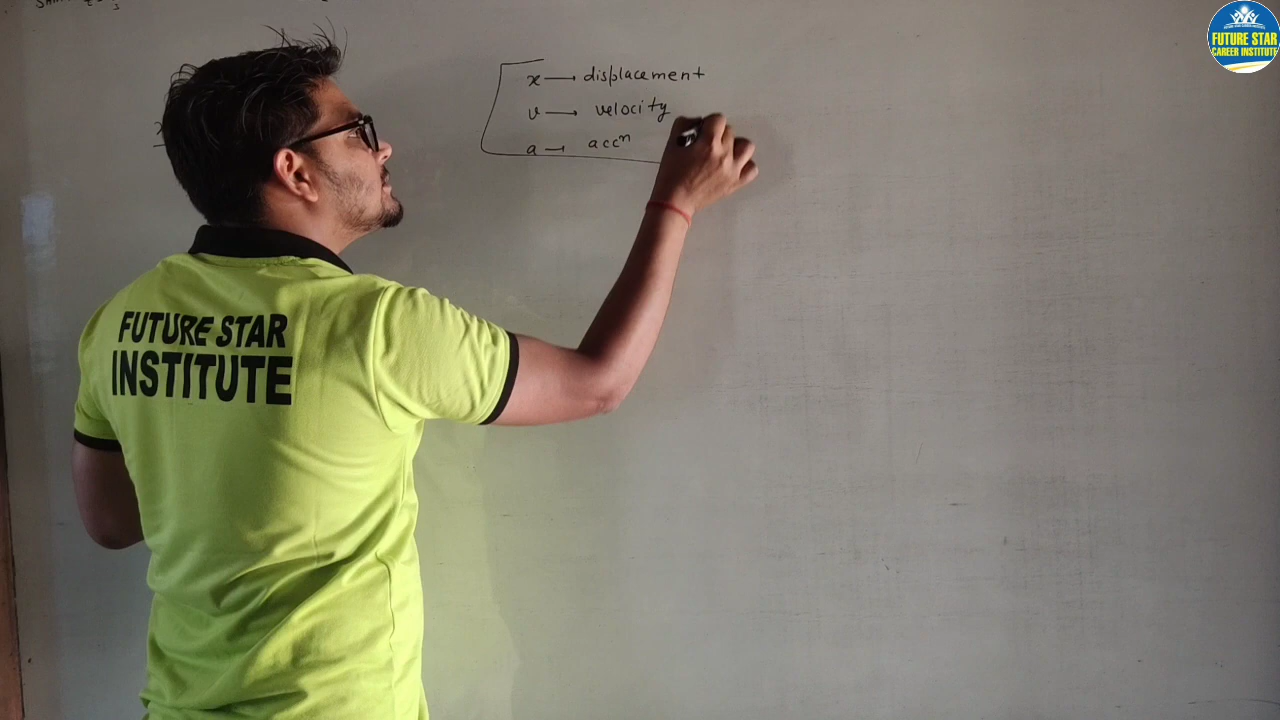 x → displacement
v → velocity
a → accⁿ
FUTURE STAR
INSTITUTE
FUTURE STAR
CAREER INSTITUTE